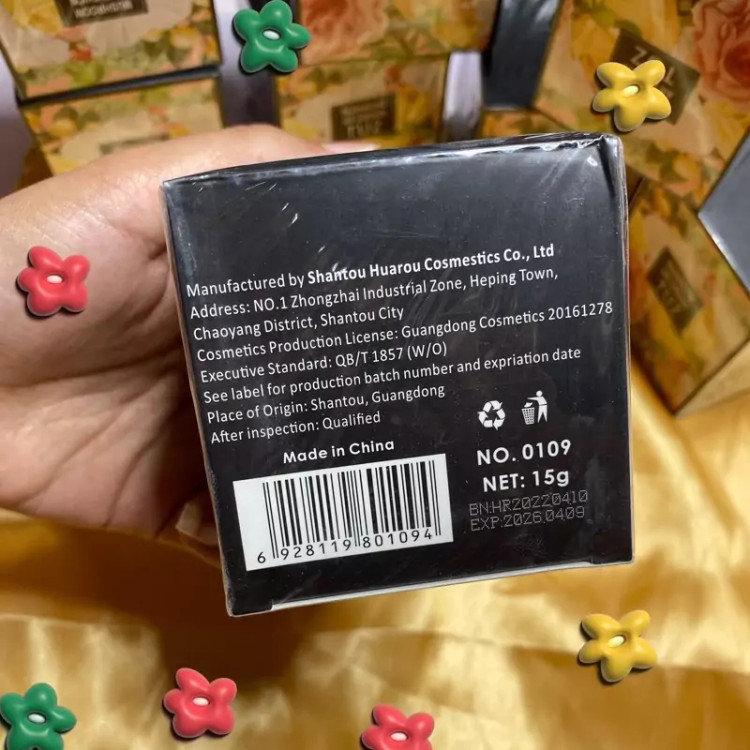 Manufactured by Shantou Huarou Cosmestics Co., Ltd
Address: NO.1 Zhongzhai Industrial Zone, Heping Town,
Chaoyang District, Shantou City
Cosmetics Production License: Guangdong Cosmetics 20161278
Executive Standard: QB/T 1857 (W/O)
See label for production batch number and expriation date
Place of Origin: Shantou, Guangdong
After inspection: Qualified
Made in China
6 928119 801094
NO. 0109
NET: 15g
BN:HR20220410
EXP:20260409